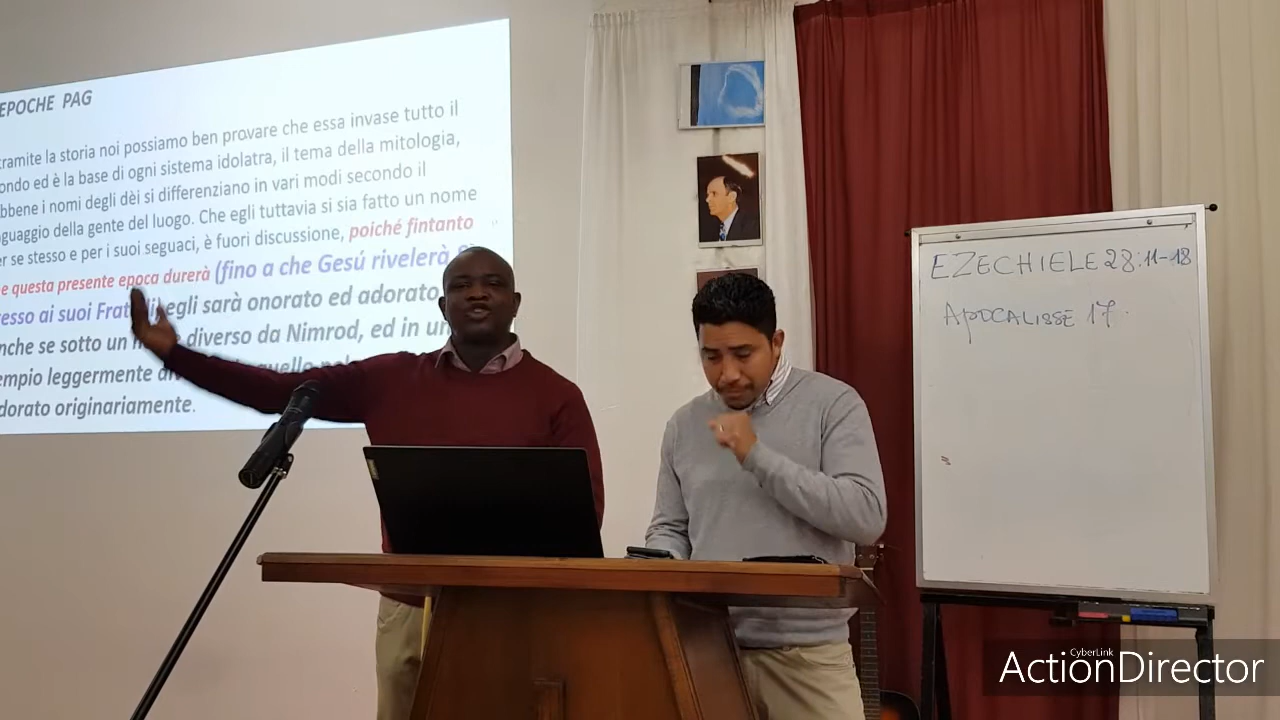 EPOCHE PAG
tramite la storia noi possiamo ben provare che essa invase tutto il
ondo ed è la base di ogni sistema idolatra, il tema della mitologia,
bbene i nomi degli dèi si differenziano in vari modi secondo il
guaggio della gente del luogo. Che egli tuttavia si sia fatto un nome
er se stesso e per i suoi seguaci, è fuori discussione, poiché fintanto
e questa presente epoca durerà (fino a che Gesú rivelerà
esso ai suoi egli sarà onorato ed adorato
nche se sotto un diverso da Nimrod, ed in un
empio leggermente
dorato originariamente.
EZECHIELE 28:11-18
APOCALISSE 17.
CyberLink
ActionDirector